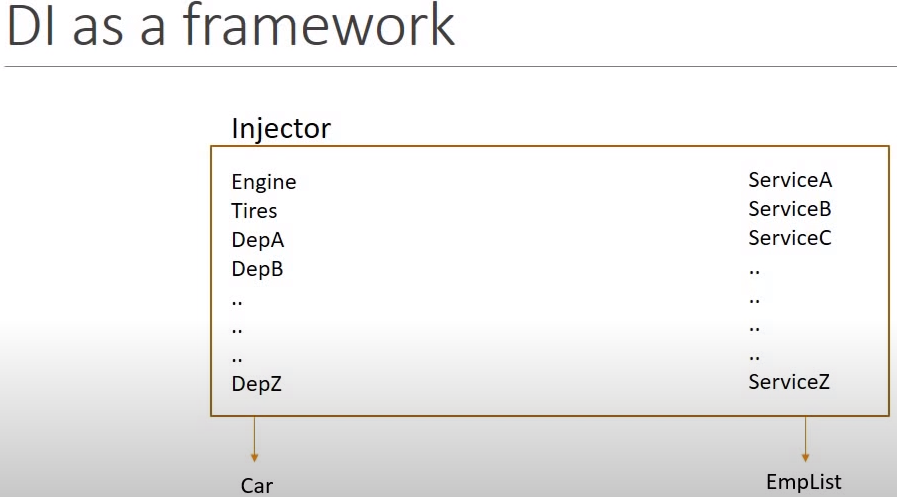 DI as a framework
Injector
Engine
Tires
DepA
DepB
..
..
..
DepZ
ServiceA
ServiceB
ServiceC
..
..
..
..
ServiceZ
Car
EmpList